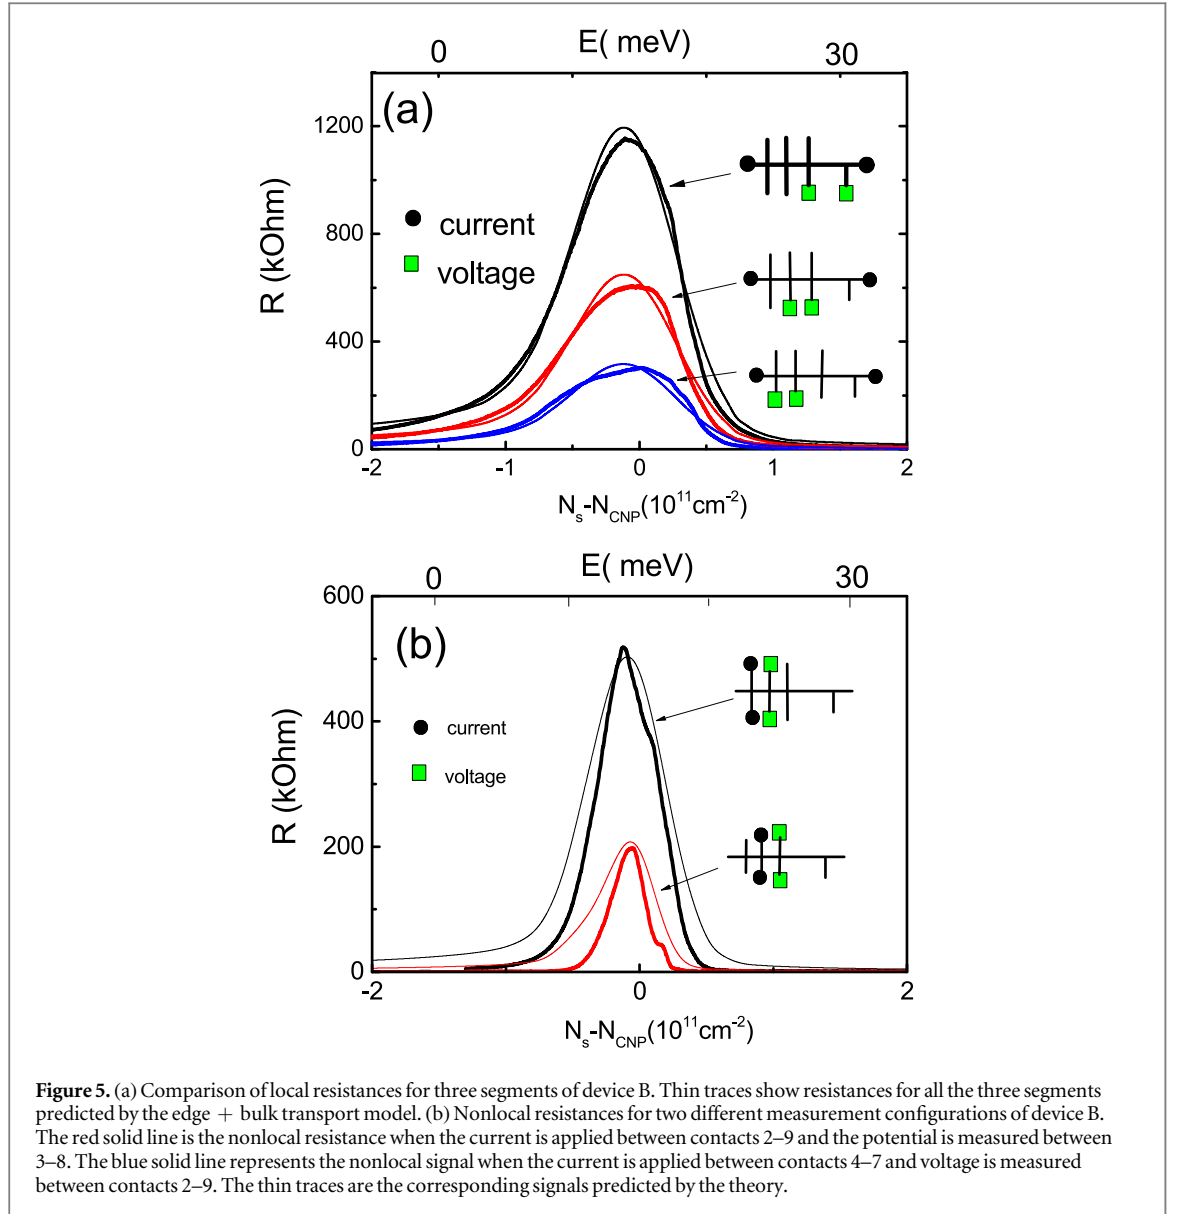 0 E( meV) 30
(a)
1200
800
400
0
R (kOhm)
current
voltage
-2 -1 0 1 2
N_s-N_CNP(10^11cm^-2)
0 E( meV) 30
600
400
200
0
R (kOhm)
(b)
current
voltage
-2 0 2
N_s-N_CNP(10^11cm^-2)
Figure 5. (a) Comparison of local resistances for three segments of device B. Thin traces show resistances for all the three segments
predicted by the edge + bulk transport model. (b) Nonlocal resistances for two different measurement configurations of device B.
The red solid line is the nonlocal resistance when the current is applied between contacts 2–9 and the potential is measured between
3–8. The blue solid line represents the nonlocal signal when the current is applied between contacts 4–7 and voltage is measured
between contacts 2–9. The thin traces are the corresponding signals predicted by the theory.